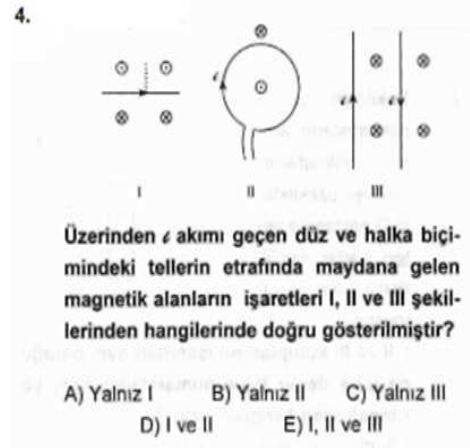 4.
i
i
i
i
I
II
III
Üzerinden i akımı geçen düz ve halka biçi-
mindeki tellerin etrafında maydana gelen
magnetik alanların işaretleri I, II ve III şekil-
lerinden hangilerinde doğru gösterilmiştir?
A) Yalnız I B) Yalnız II C) Yalnız III
D) I ve II E) I, II ve III